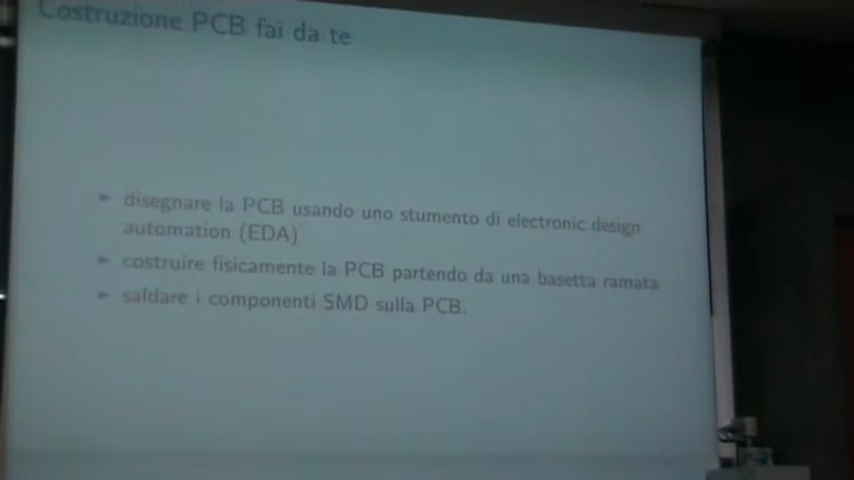 Costruzione PCB fai da te
disegnare la PCB usando uno stumento di electronic design
automation (EDA)
costruire fisicamente la PCB partendo da una basetta ramata
saldare i componenti SMD sulla PCB.